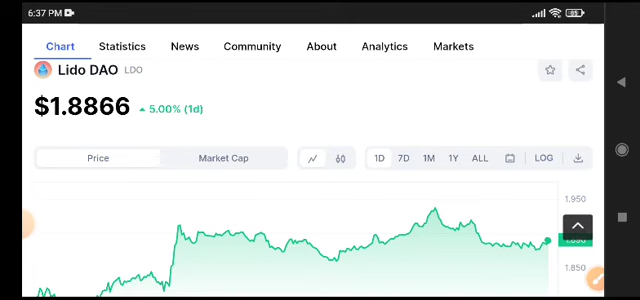 6:37 PM
Chart Statistics News Community About Analytics Markets
Lido DAO LDO
$1.8866 5.00% (1d)
Price Market Cap 1D 7D 1M 1Y ALL LOG
1.950
1.850